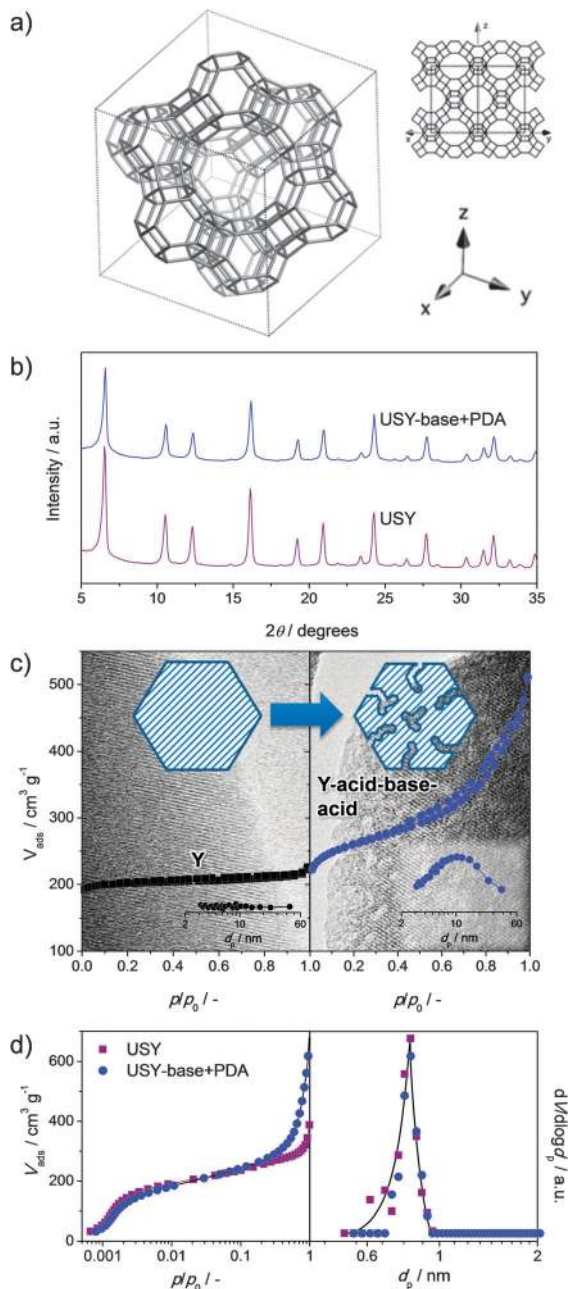 a)
z
x
y
z
x
y
b)
Intensity / a.u.
USY-base+PDA
USY
5 10 15 20 25 30 35
2θ / degrees
c)
V_ads / cm³ g⁻¹
500
400
300
200
100
Y
Y-acid-base-
acid
2 10 60
d_p / nm
2 10 60
d_p / nm
0.0 0.2 0.4 0.6 0.8 1.0 0.0 0.2 0.4 0.6 0.8 1.0
p/p₀ / -
p/p₀ / -
d)
USY
USY-base+PDA
V_ads / cm³ g⁻¹
600
400
200
0
dV/dlogd_p / a.u.
0.001 0.01 0.1 1
0.6 1 2
p/p₀ / -
d_p / nm